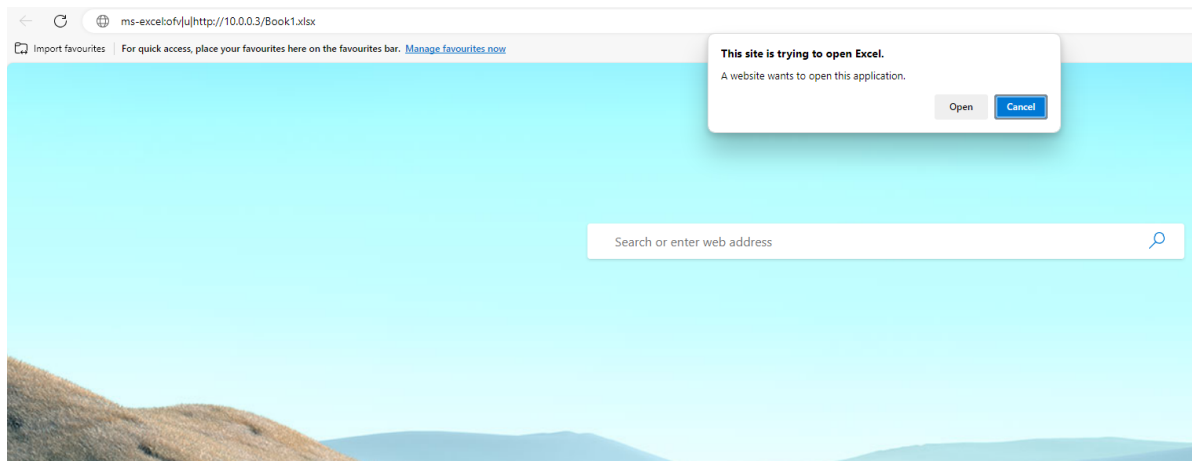 ms-excel:ofv|u|http://10.0.0.3/Book1.xlsx
Import favourites For quick access, place your favourites here on the favourites bar. Manage favourites now
This site is trying to open Excel.
A website wants to open this application.
Open Cancel
Search or enter web address